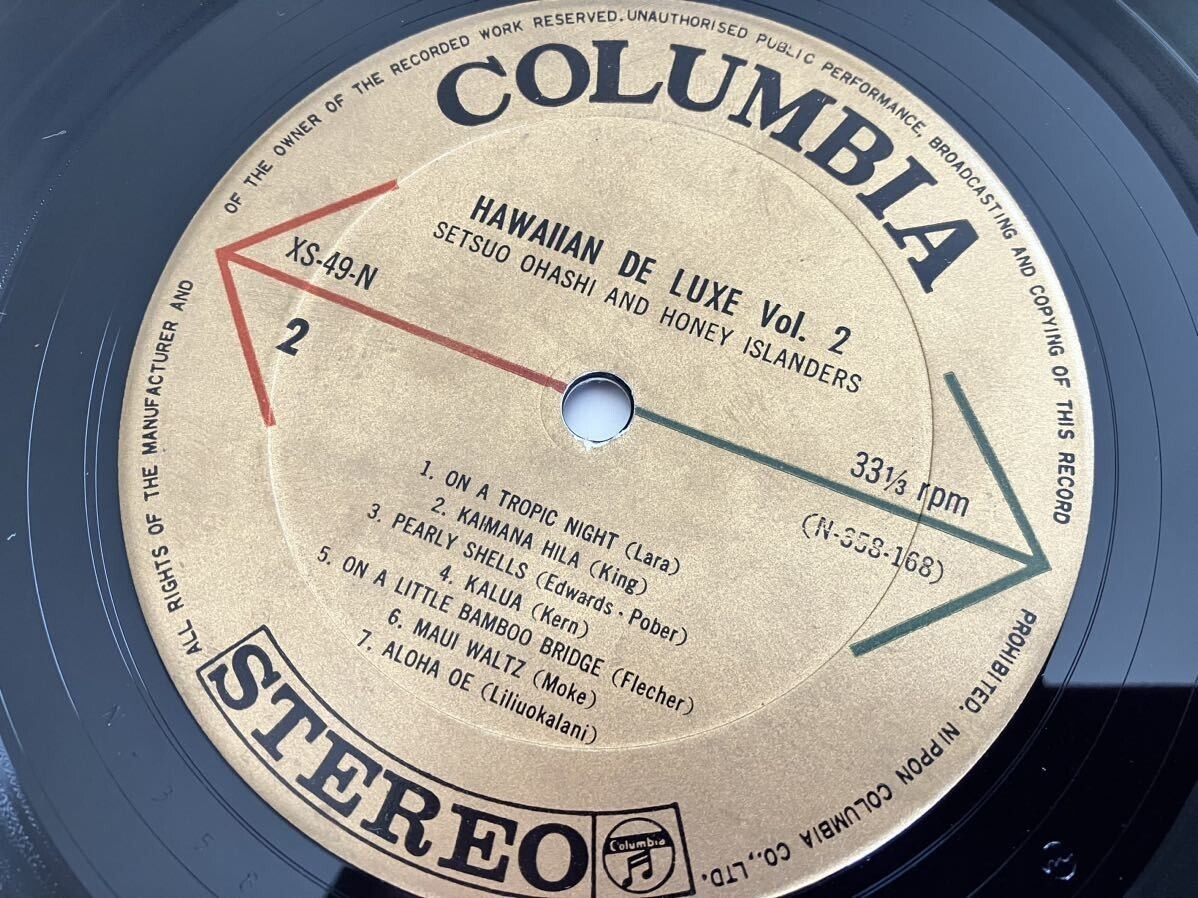 ALL RIGHTS OF THE MANUFACTURER AND OF THE OWNER OF THE RECORDED WORK RESERVED. UNAUTHORISED PUBLIC PERFORMANCE, BROADCASTING AND COPYING OF THIS RECORD PROHIBITED. NIPPON COLUMBIA CO., LTD.
COLUMBIA
HAWAIIAN DE LUXE Vol. 2
SETSUO OHASHI AND HONEY ISLANDERS
XS-49-N
2
33 1/3 rpm
(N-358-168)
1. ON A TROPIC NIGHT (Lara)
2. KAIMANA HILA (King)
3. PEARLY SHELLS (Edwards · Pober)
4. KALUA (Kern)
5. ON A LITTLE BAMBOO BRIDGE (Flecher)
6. MAUI WALTZ (Moke)
7. ALOHA OE (Liliuokalani)
STEREO
Columbia